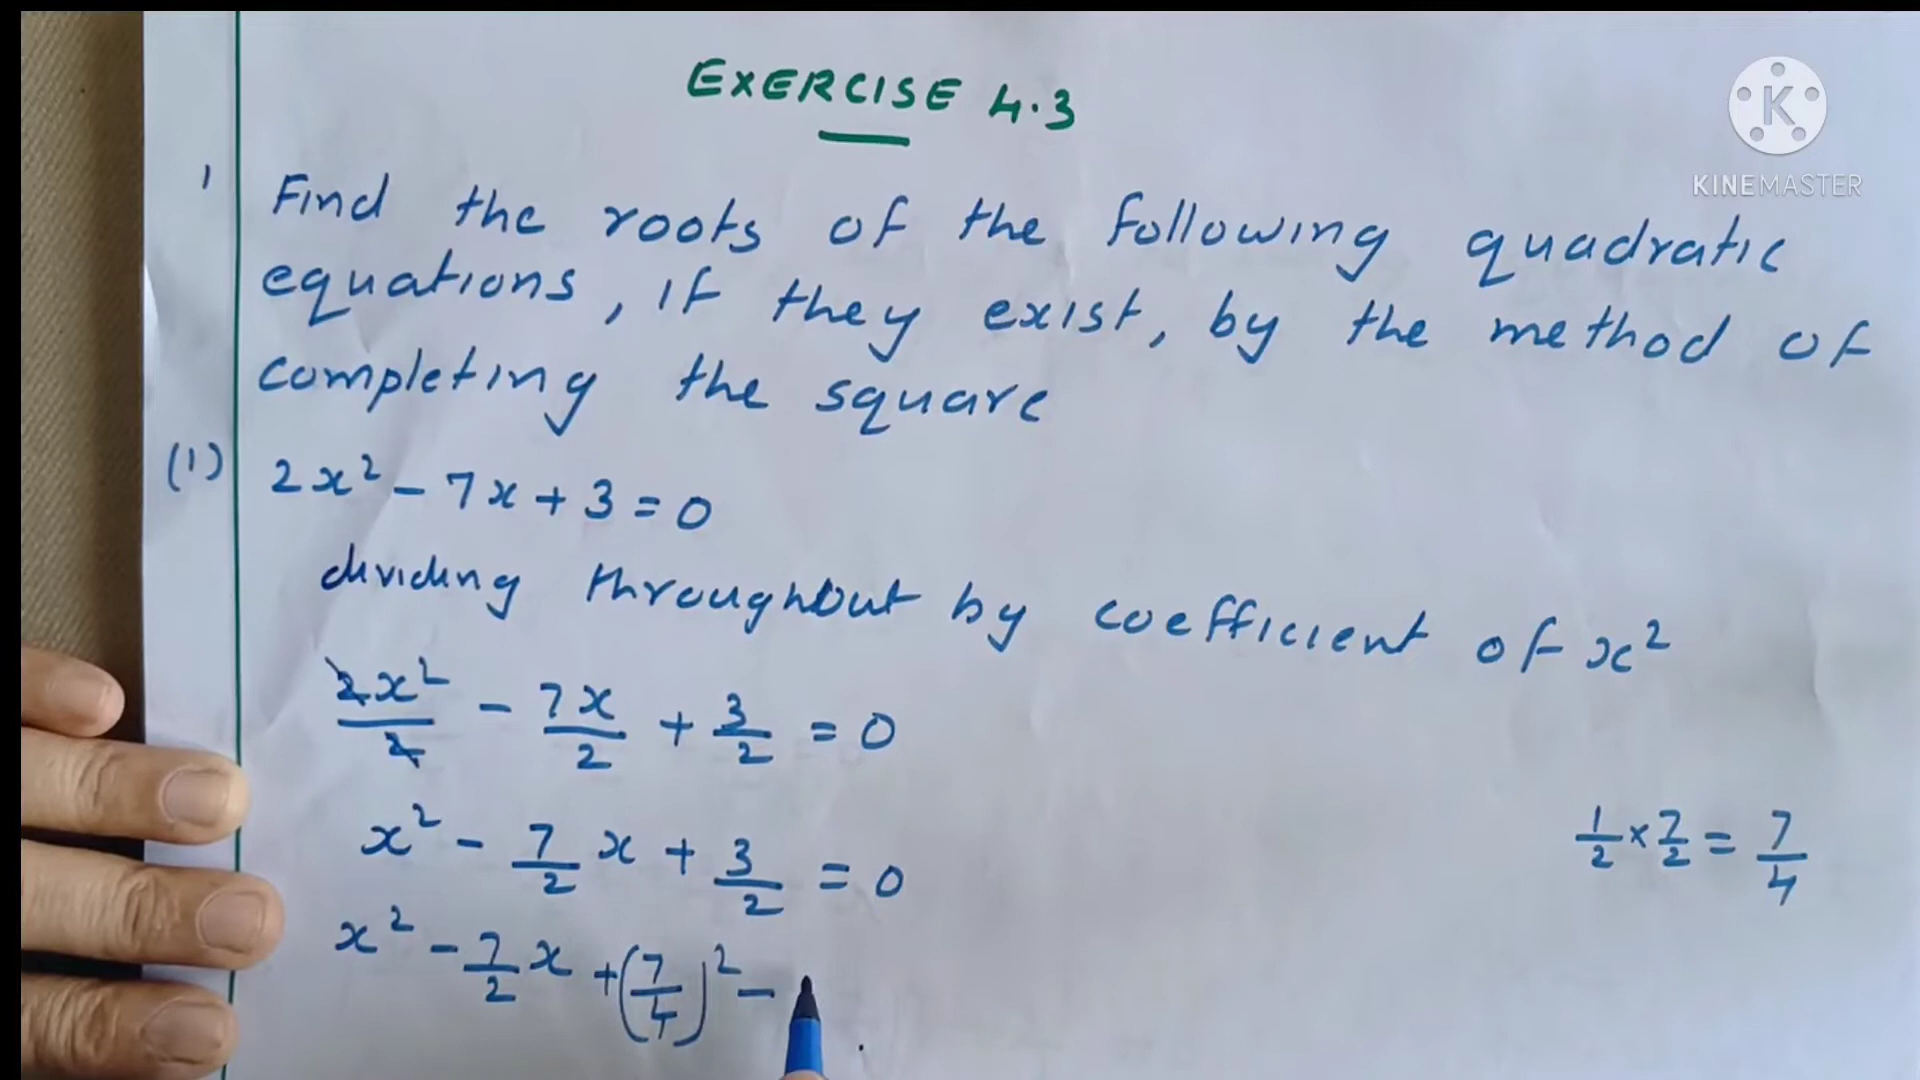 EXERCISE 4.3
K
KINEMASTER
1 Find the roots of the following quadratic
equations, if they exist, by the method of
completing the square
(1) 2x² - 7x + 3 = 0
dividing throughout by coefficient of x²
2x²/2 - 7x/2 + 3/2 = 0
x² - 7/2 x + 3/2 = 0
1/2 × 7/2 = 7/4
x² - 7/2 x + (7/4)² -